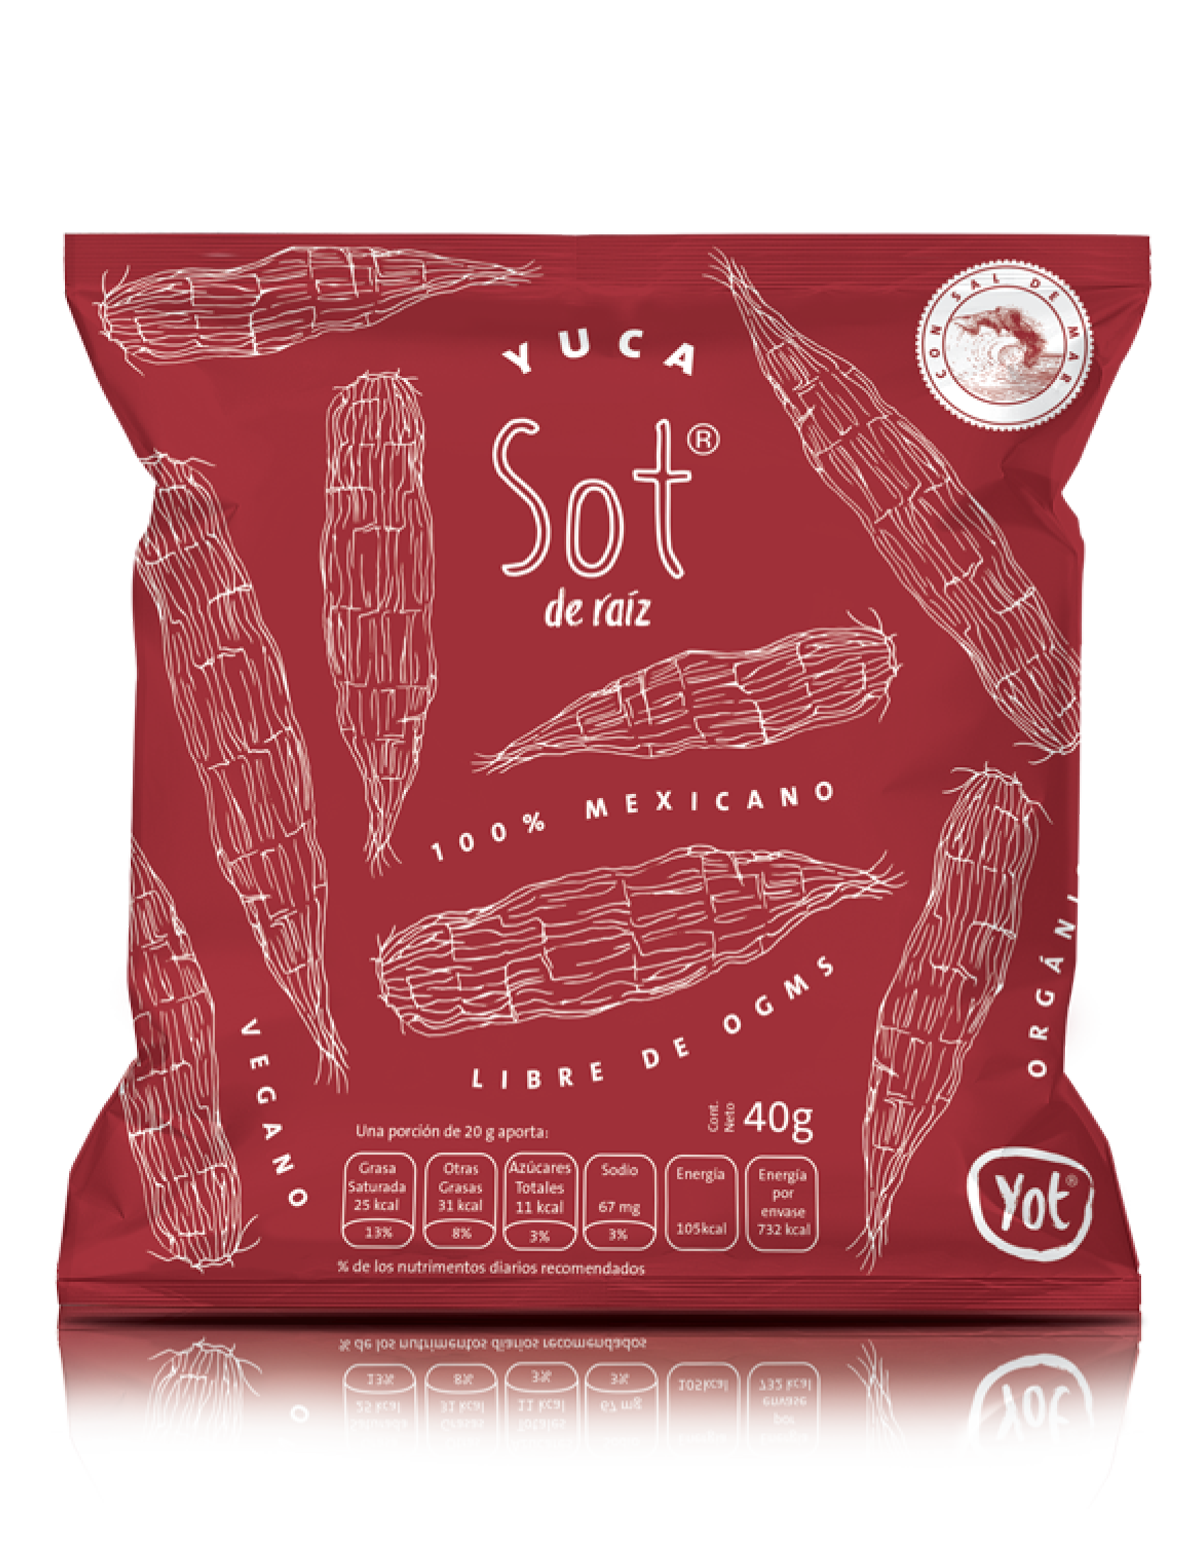 CON SAL DE MAR
YUCA
Sot®
de raíz
100% MEXICANO
LIBRE DE OGMS
VEGANO
ORGÁNI
Cont.
Neto
40g
Una porción de 20 g aporta:
Grasa
Saturada
25 kcal
13%
Otras
Grasas
31 kcal
8%
Azúcares
Totales
11 kcal
3%
Sodio
67 mg
3%
Energía
105kcal
Energía
por
envase
732 kcal
% de los nutrimentos diarios recomendados
Yot®